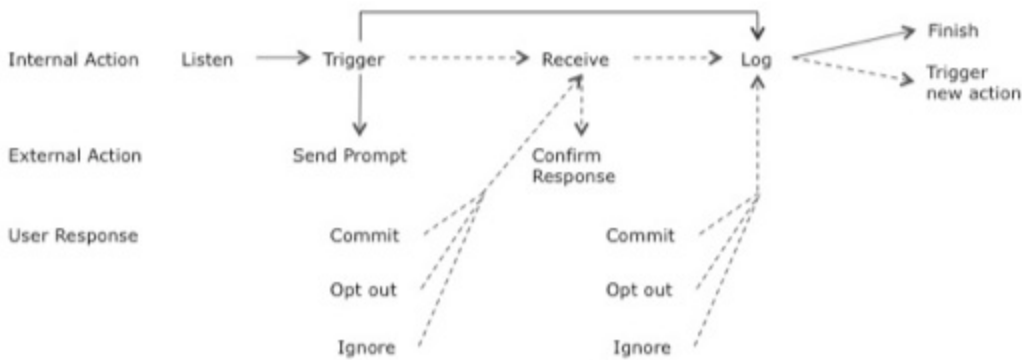 Finish
Internal Action Listen Trigger Receive Log
Trigger
new action
External Action Send Prompt Confirm
Response
User Response Commit Commit
Opt out Opt out
Ignore Ignore